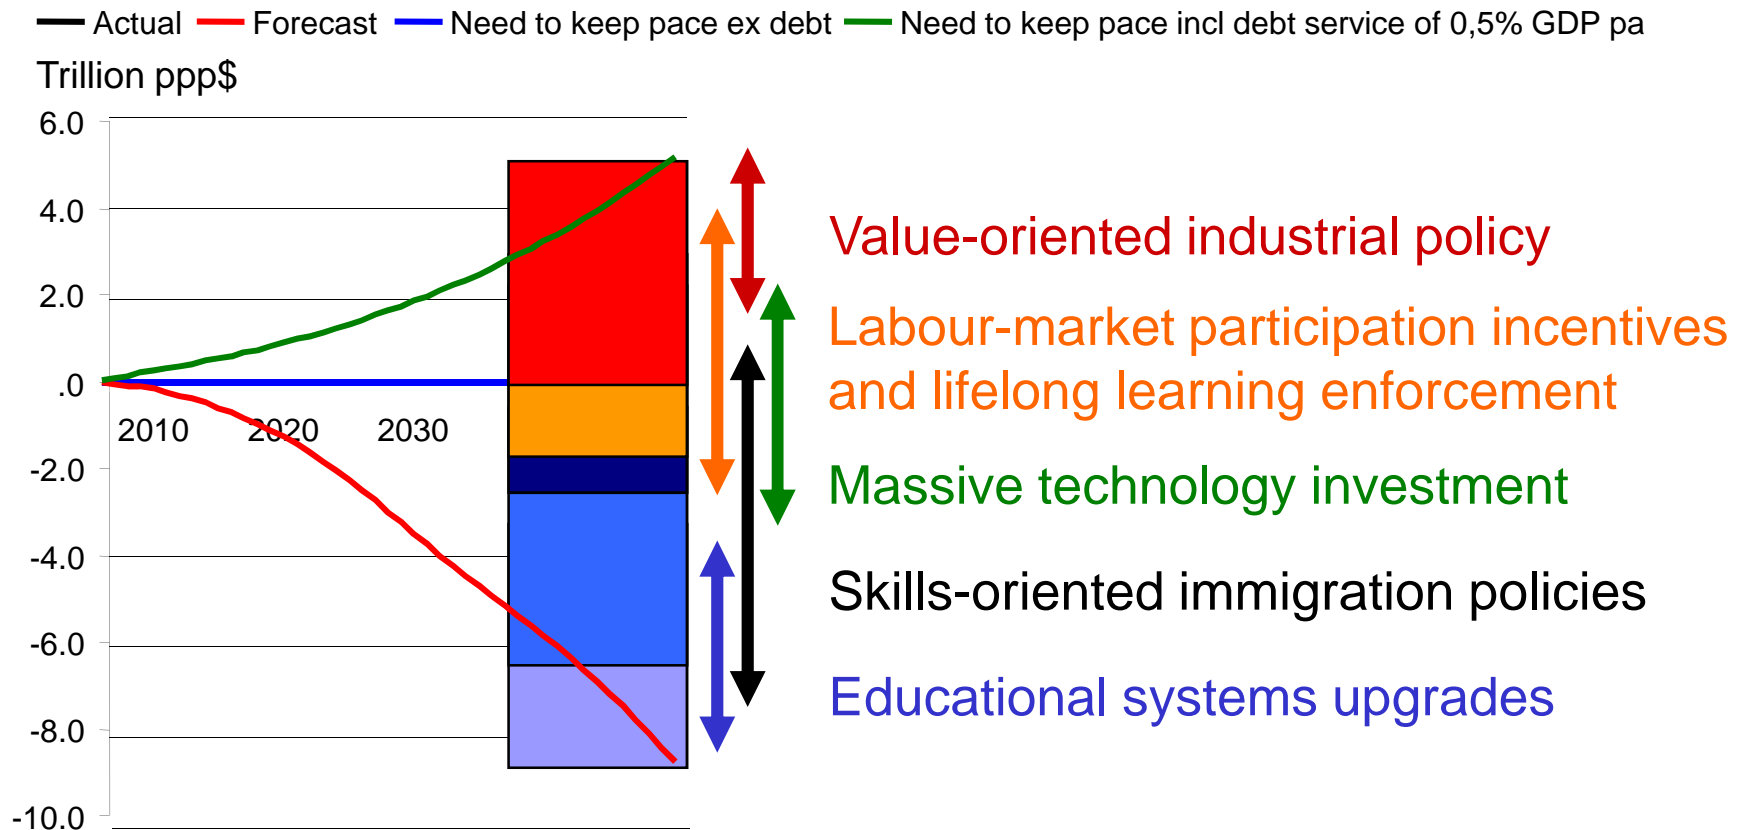 Actual Forecast Need to keep pace ex debt Need to keep pace incl debt service of 0,5% GDP pa
Trillion ppp$
6.0
4.0
2.0
.0
2010 2020 2030
-2.0
-4.0
-6.0
-8.0
-10.0
Value-oriented industrial policy
Labour-market participation incentives
and lifelong learning enforcement
Massive technology investment
Skills-oriented immigration policies
Educational systems upgrades